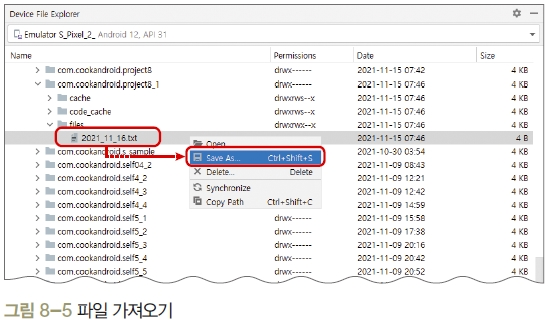 Device File Explorer
Emulator S_Pixel_2_ Android 12, API 31
Name Permissions Date Size
com.cookandroid.project8 drwx------ 2021-11-15 07:42 4 KB
com.cookandroid.project8_1 drwx------ 2021-11-15 07:46 4 KB
cache drwxrws--x 2021-11-15 07:46 4 KB
code_cache drwxrws--x 2021-11-15 07:46 4 KB
files drwxrwx--x 2021-11-15 07:46 4 KB
2021_11_16.txt 2021-11-15 07:46 4 B
com.cookandroid.s_sample 2021-10-30 03:54 4 KB
com.cookandroid.self04_2 2021-11-09 08:43 4 KB
com.cookandroid.self4_2 2021-11-09 12:21 4 KB
com.cookandroid.self4_3 2021-11-09 12:42 4 KB
com.cookandroid.self4_4 2021-11-09 14:59 4 KB
com.cookandroid.self5_1 drwx------ 2021-11-09 15:58 4 KB
com.cookandroid.self5_2 drwx------ 2021-11-09 17:38 4 KB
com.cookandroid.self5_3 drwx------ 2021-11-09 20:16 4 KB
com.cookandroid.self5_4 drwx------ 2021-11-09 20:42 4 KB
com.cookandroid.self5_5 drwx------ 2021-11-09 20:52 4 KB
Open
Save As... Ctrl+Shift+S
Delete... Delete
Synchronize
Copy Path Ctrl+Shift+C
그림 8-5 파일 가져오기